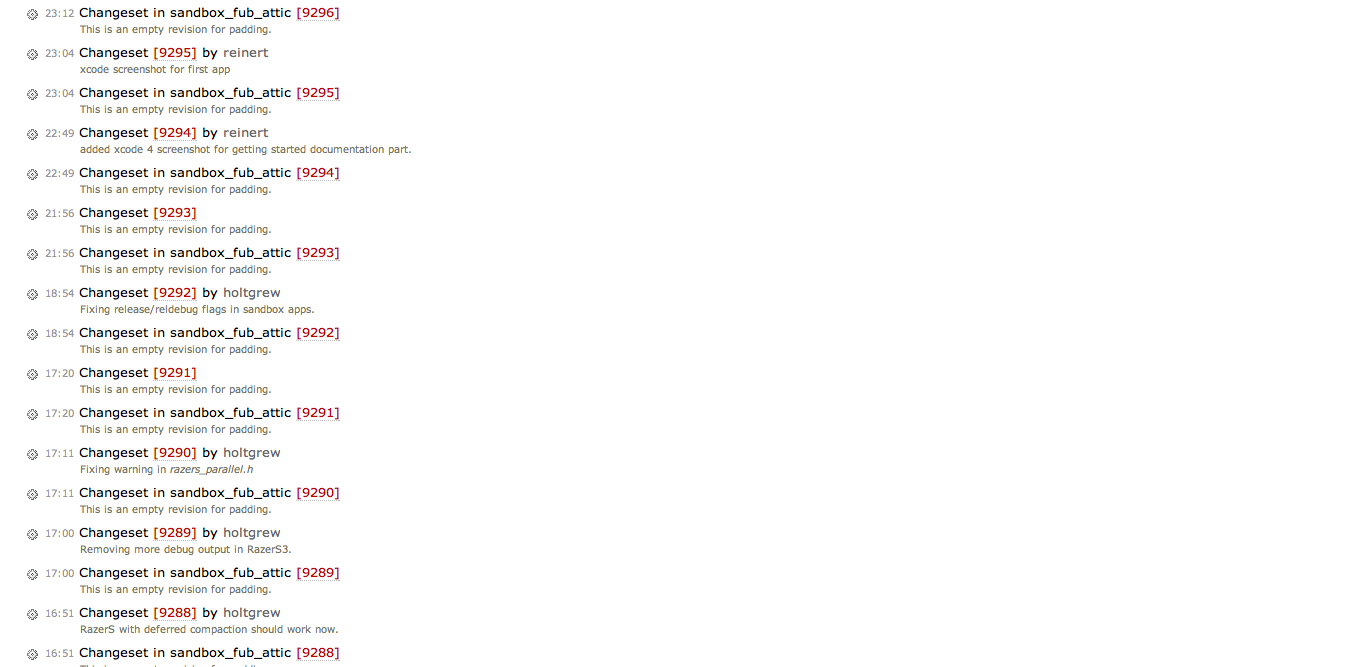 23:12 Changeset in sandbox_fub_attic [9296]
This is an empty revision for padding.
23:04 Changeset [9295] by reinert
xcode screenshot for first app
23:04 Changeset in sandbox_fub_attic [9295]
This is an empty revision for padding.
22:49 Changeset [9294] by reinert
added xcode 4 screenshot for getting started documentation part.
22:49 Changeset in sandbox_fub_attic [9294]
This is an empty revision for padding.
21:56 Changeset [9293]
This is an empty revision for padding.
21:56 Changeset in sandbox_fub_attic [9293]
This is an empty revision for padding.
18:54 Changeset [9292] by holtgrew
Fixing release/reldebug flags in sandbox apps.
18:54 Changeset in sandbox_fub_attic [9292]
This is an empty revision for padding.
17:20 Changeset [9291]
This is an empty revision for padding.
17:20 Changeset in sandbox_fub_attic [9291]
This is an empty revision for padding.
17:11 Changeset [9290] by holtgrew
Fixing warning in razers_parallel.h
17:11 Changeset in sandbox_fub_attic [9290]
This is an empty revision for padding.
17:00 Changeset [9289] by holtgrew
Removing more debug output in RazerS3.
17:00 Changeset in sandbox_fub_attic [9289]
This is an empty revision for padding.
16:51 Changeset [9288] by holtgrew
RazerS with deferred compaction should work now.
16:51 Changeset in sandbox_fub_attic [9288]